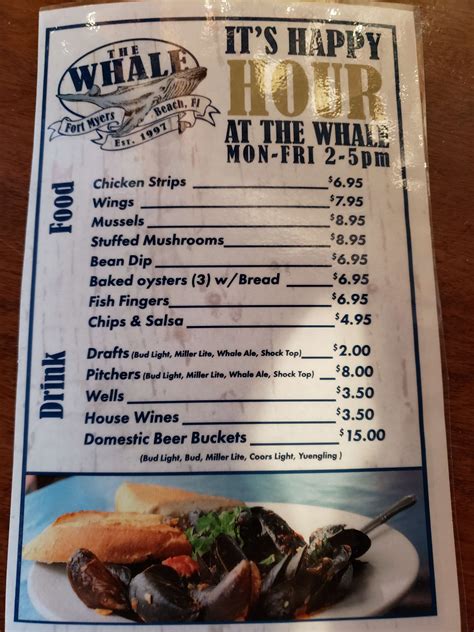 THE
WHALE
Fort Myers Beach, Fl
Est. 1997
IT'S HAPPY
HOUR
AT THE WHALE
MON-FRI 2-5pm
Food
Chicken Strips $6.95
Wings $7.95
Mussels $8.95
Stuffed Mushrooms $8.95
Bean Dip $6.95
Baked oysters (3) w/Bread $6.95
Fish Fingers $6.95
Chips & Salsa $4.95
Drink
Drafts (Bud Light, Miller Lite, Whale Ale, Shock Top) $2.00
Pitchers (Bud Light, Miller Lite, Whale Ale, Shock Top) $8.00
Wells $3.50
House Wines $3.50
Domestic Beer Buckets $15.00
(Bud Light, Bud, Miller Lite, Coors Light, Yuengling )